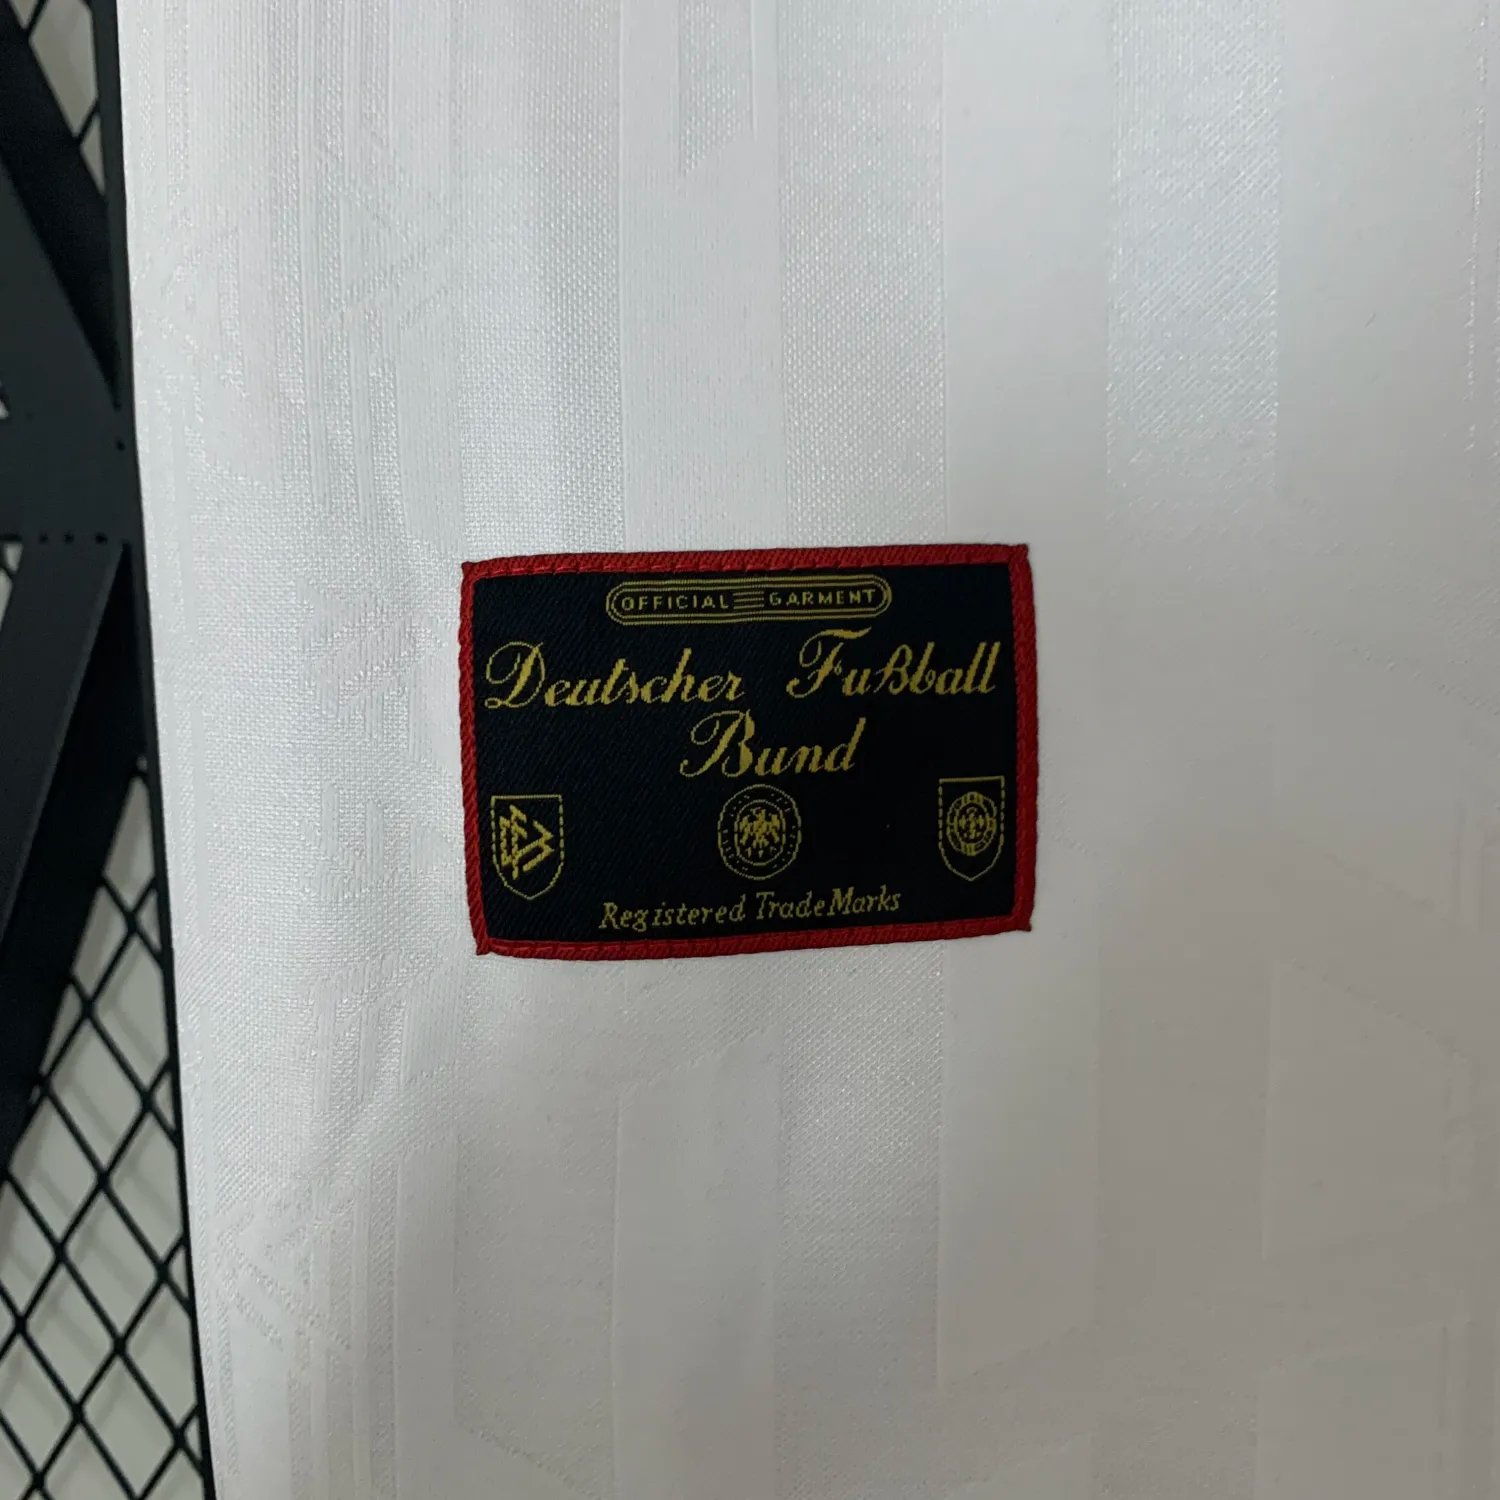 OFFICIAL GARMENT
Deutscher Fußball
Bund
Registered TradeMarks